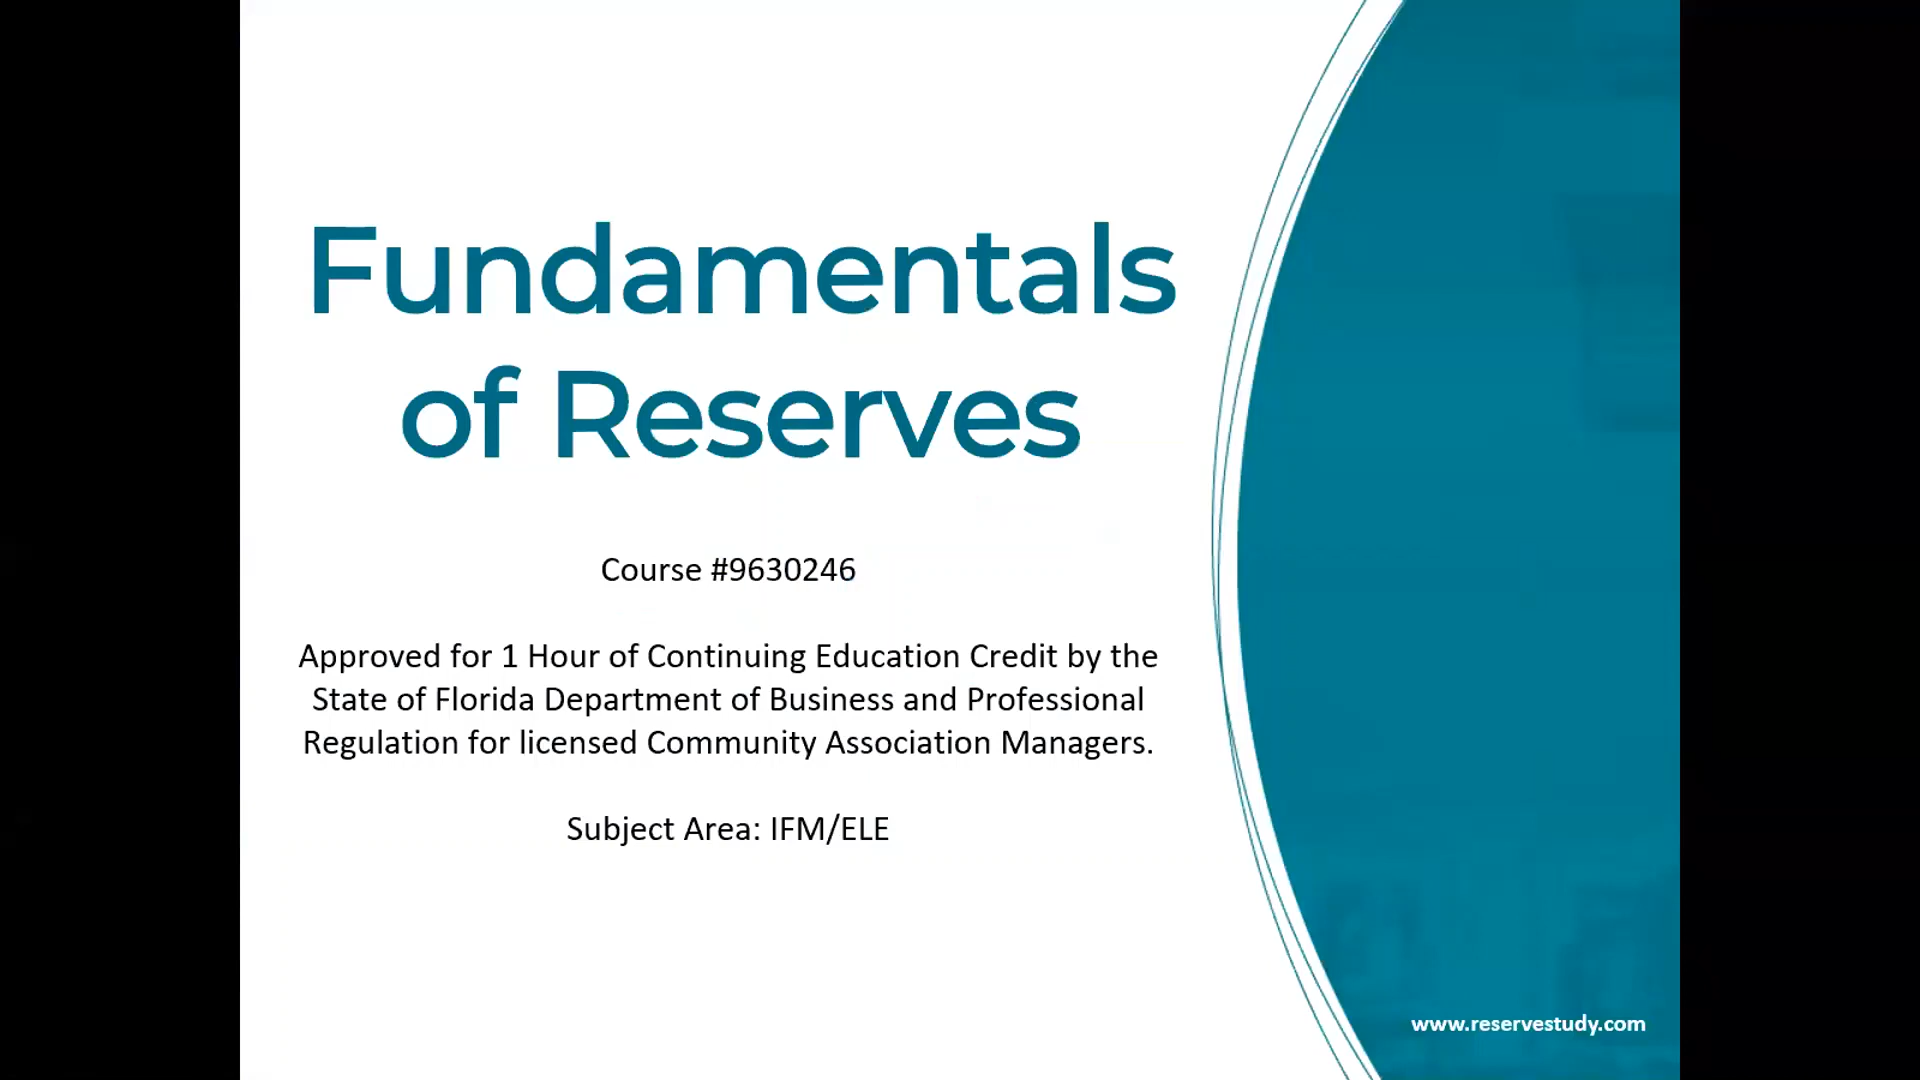 Fundamentals
of Reserves
Course #9630246
Approved for 1 Hour of Continuing Education Credit by the
State of Florida Department of Business and Professional
Regulation for licensed Community Association Managers.
Subject Area: IFM/ELE
www.reservestudy.com